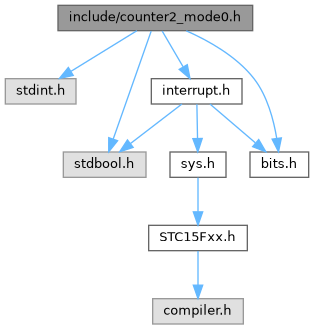 include/counter2_mode0.h
stdint.h
interrupt.h
stdbool.h
sys.h
bits.h
STC15Fxx.h
compiler.h